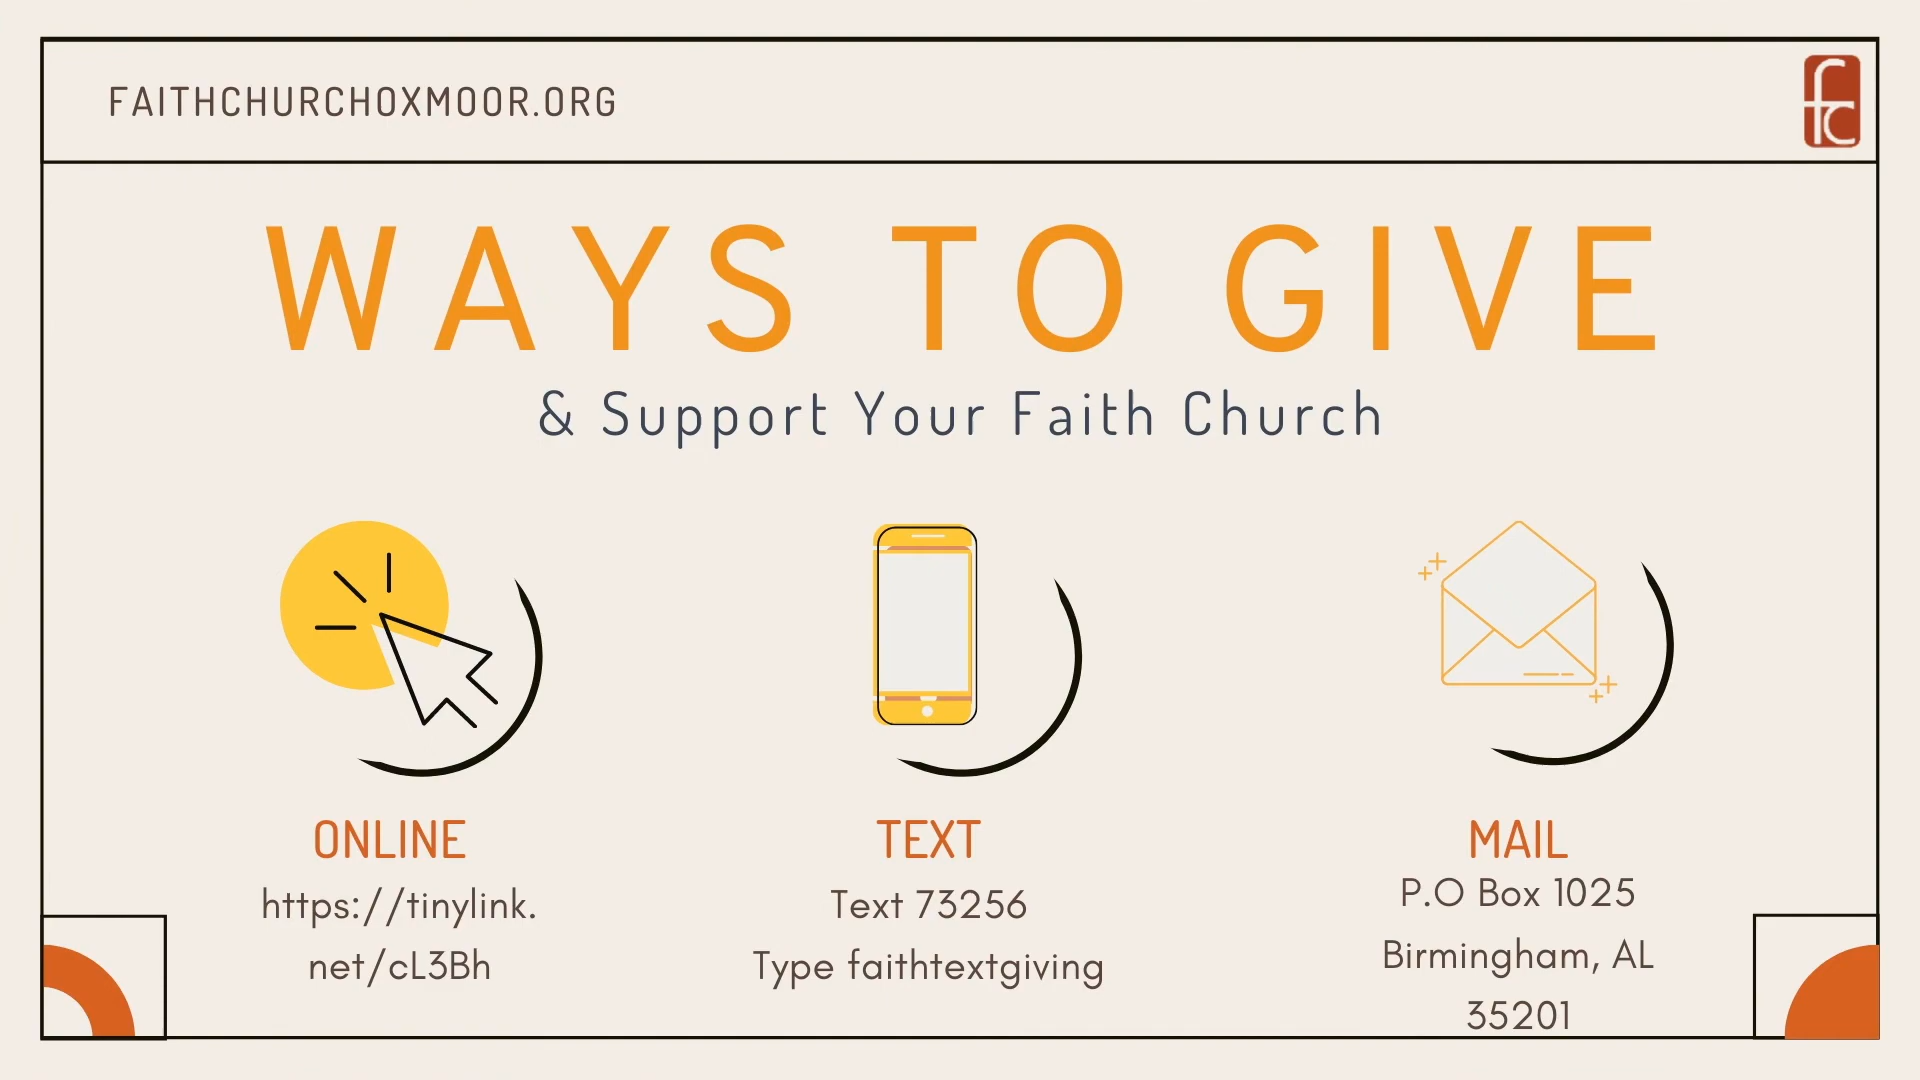 FAITHCHURCHOXMOOR.ORG
fc
WAYS TO GIVE
& Support Your Faith Church
ONLINE
https://tinylink.
net/cL3Bh
TEXT
Text 73256
Type faithtextgiving
MAIL
P.O Box 1025
Birmingham, AL
35201